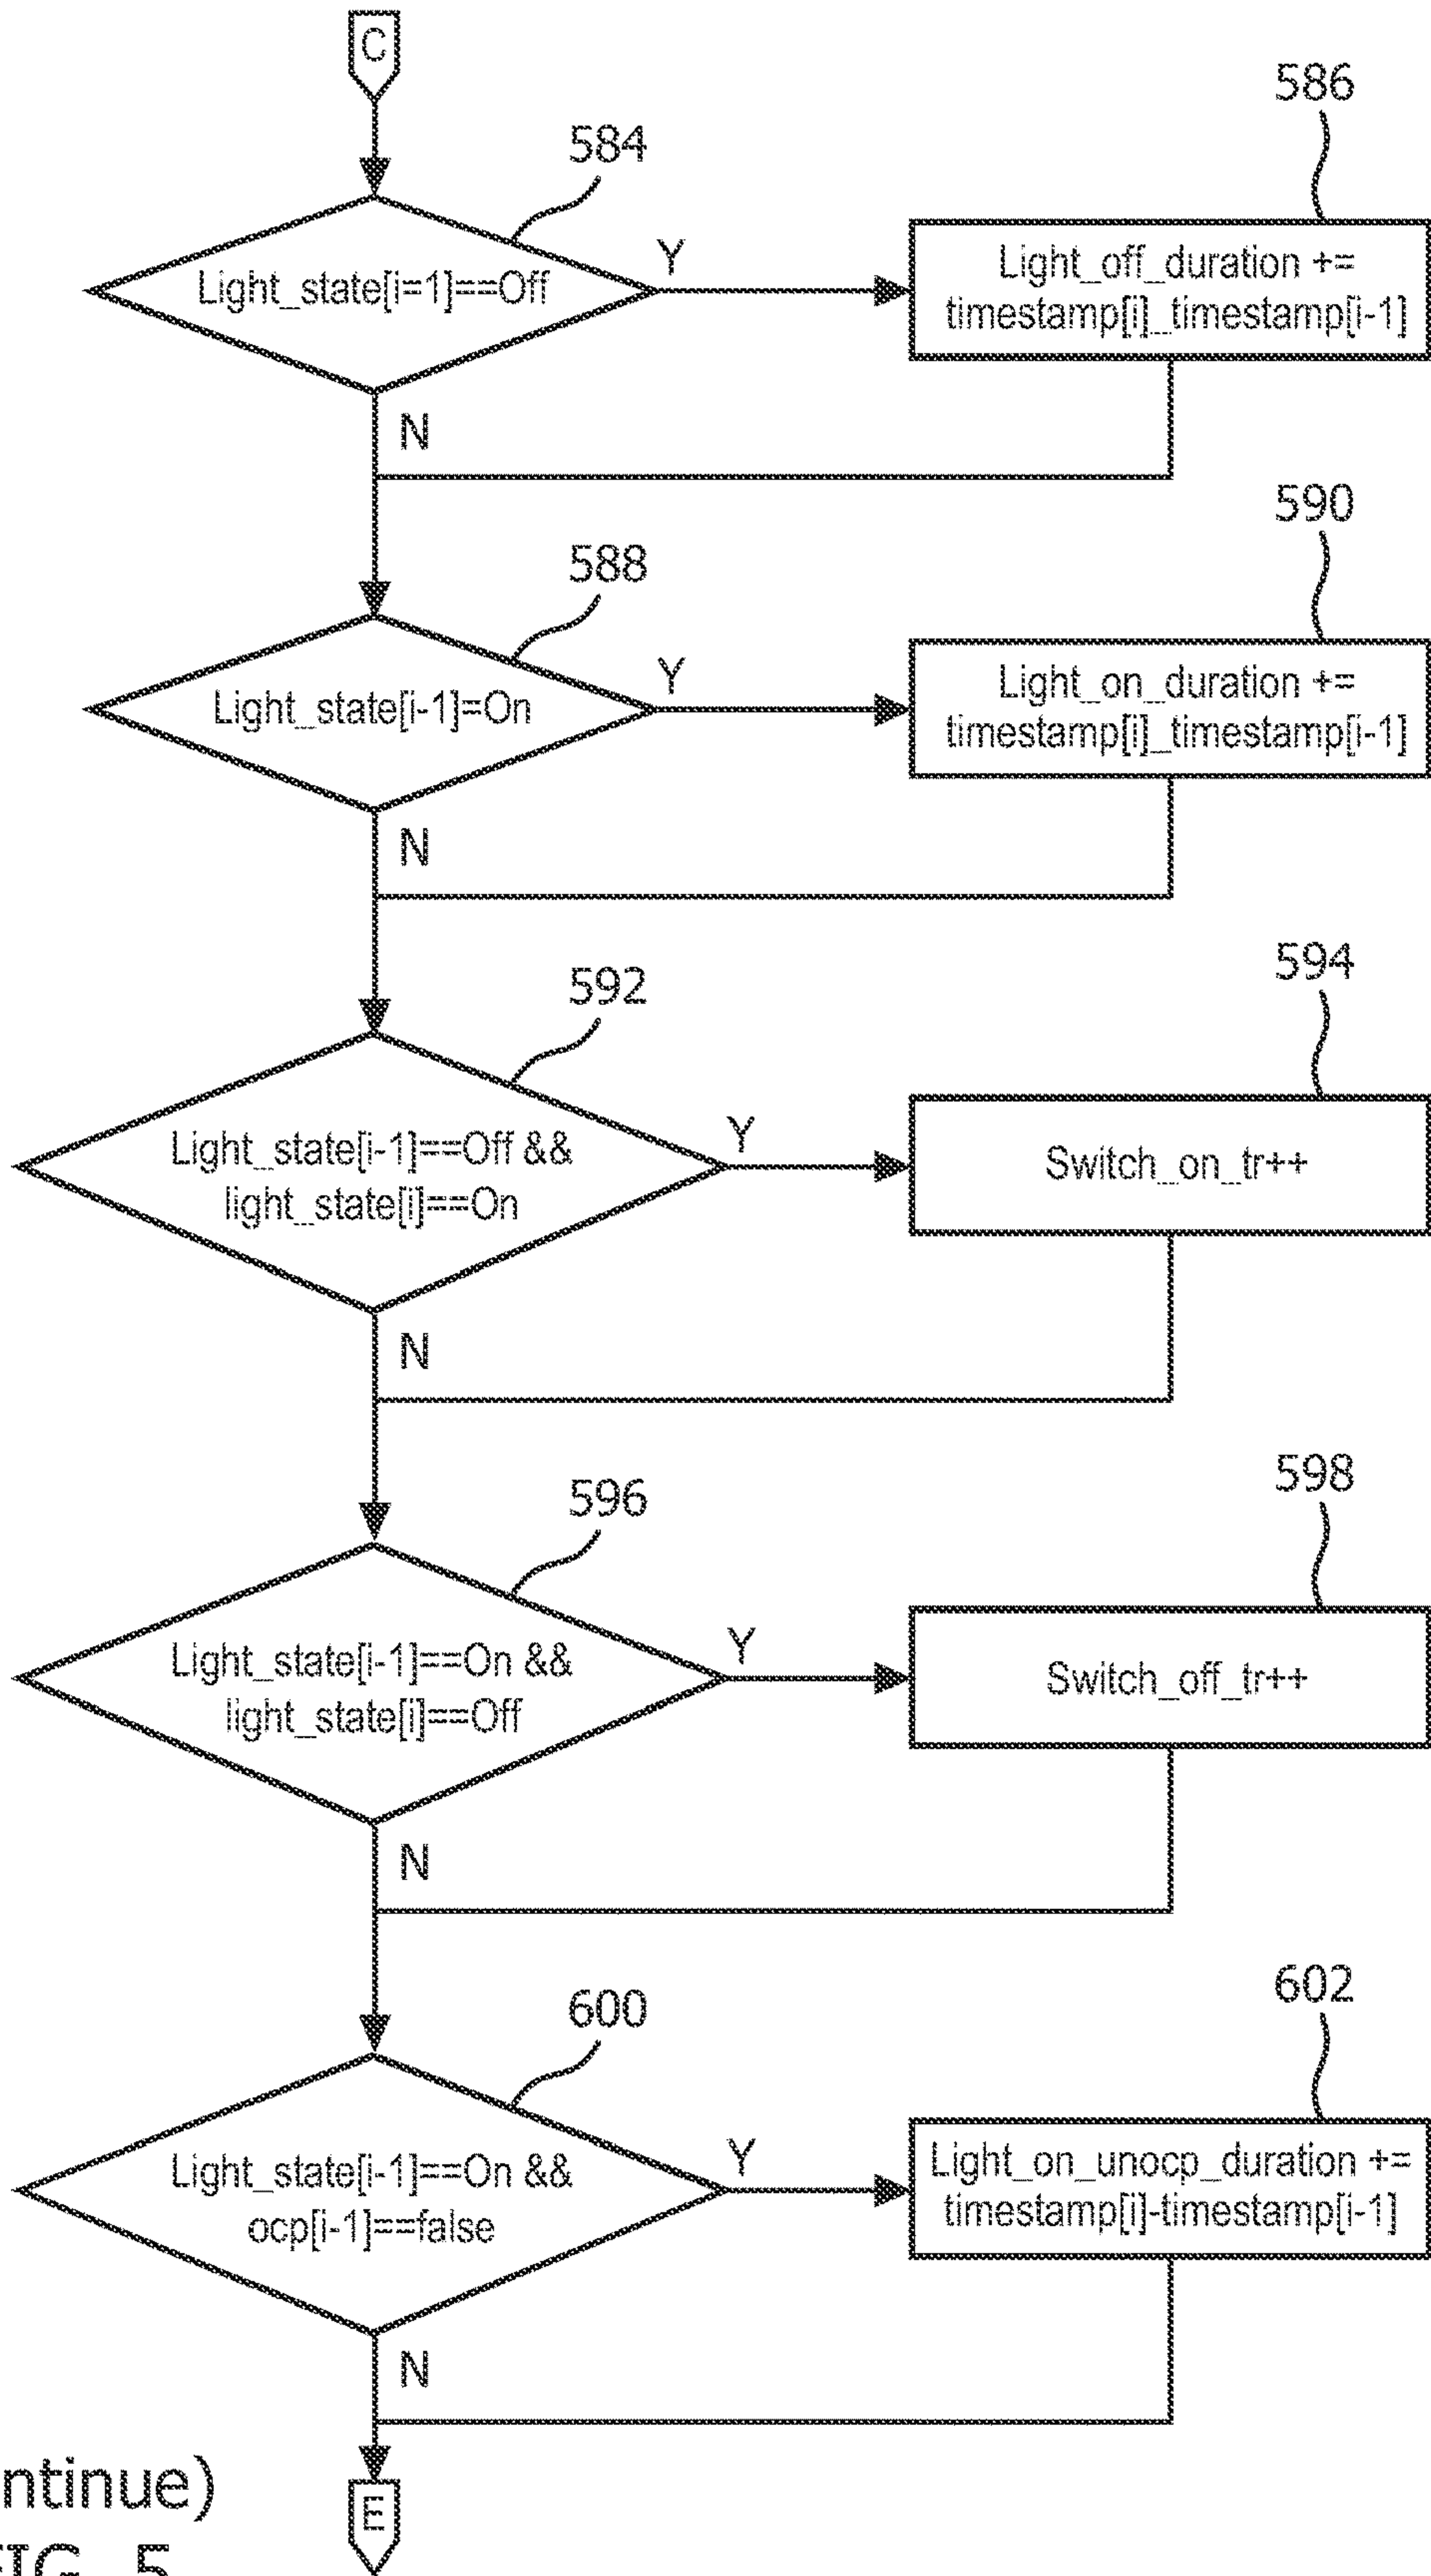 C
584
586
Light_state[i=1]==Off
Y
Light_off_duration +=
timestamp[i]_timestamp[i-1]
N
588
590
Light_state[i-1]=On
Y
Light_on_duration +=
timestamp[i]_timestamp[i-1]
N
592
594
Light_state[i-1]==Off &&
light_state[i]==On
Y
Switch_on_tr++
N
596
598
Light_state[i-1]==On &&
light_state[i]==Off
Y
Switch_off_tr++
N
600
602
Light_state[i-1]==On &&
ocp[i-1]==false
Y
Light_on_unocp_duration +=
timestamp[i]-timestamp[i-1]
N
ntinue)
FIG. 5
E